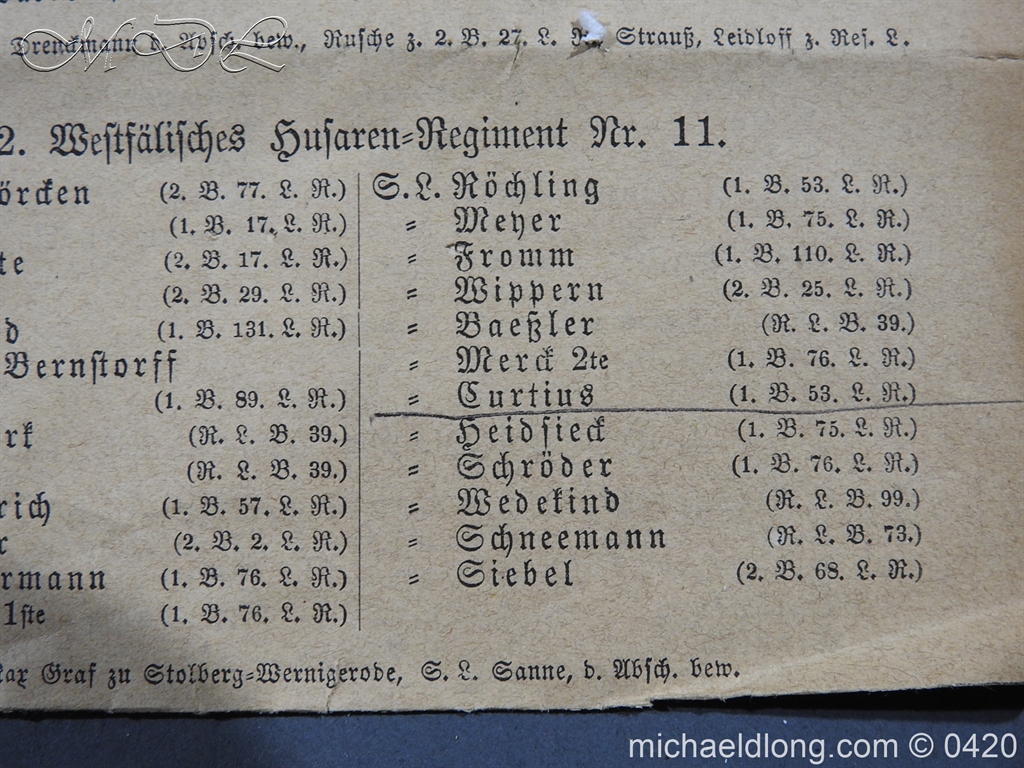 MDL
Drenckmann d. Absch. bew., Rusche z. 2. B. 27. L. R., Strauß, Leidloff z. Res. L.
2. Westfälisches Husaren=Regiment Nr. 11.
örcken (2. B. 77. L. R.)
(1. B. 17. L. R.)
te (2. B. 17. L. R.)
(2. B. 29. L. R.)
d (1. B. 131. L. R.)
Bernstorff
(1. B. 89. L. R.)
rk (R. L. B. 39.)
(R. L. B. 39.)
rich (1. B. 57. L. R.)
r (2. B. 2. L. R.)
rmann (1. B. 76. L. R.)
1ste (1. B. 76. L. R.)
S. L. Röchling (1. B. 53. L. R.)
= Meyer (1. B. 75. L. R.)
= Fromm (1. B. 110. L. R.)
= Wippern (2. B. 25. L. R.)
= Baeßler (R. L. B. 39.)
= Merck 2te (1. B. 76. L. R.)
= Curtius (1. B. 53. L. R.)
= Heidsieck (1. B. 75. L. R.)
= Schröder (1. B. 76. L. R.)
= Wedekind (R. L. B. 99.)
= Schneemann (R. L. B. 73.)
= Siebel (2. B. 68. L. R.)
ax Graf zu Stolberg=Wernigerode, S. L. Sanne, d. Absch. bew.
michaeldlong.com © 0420